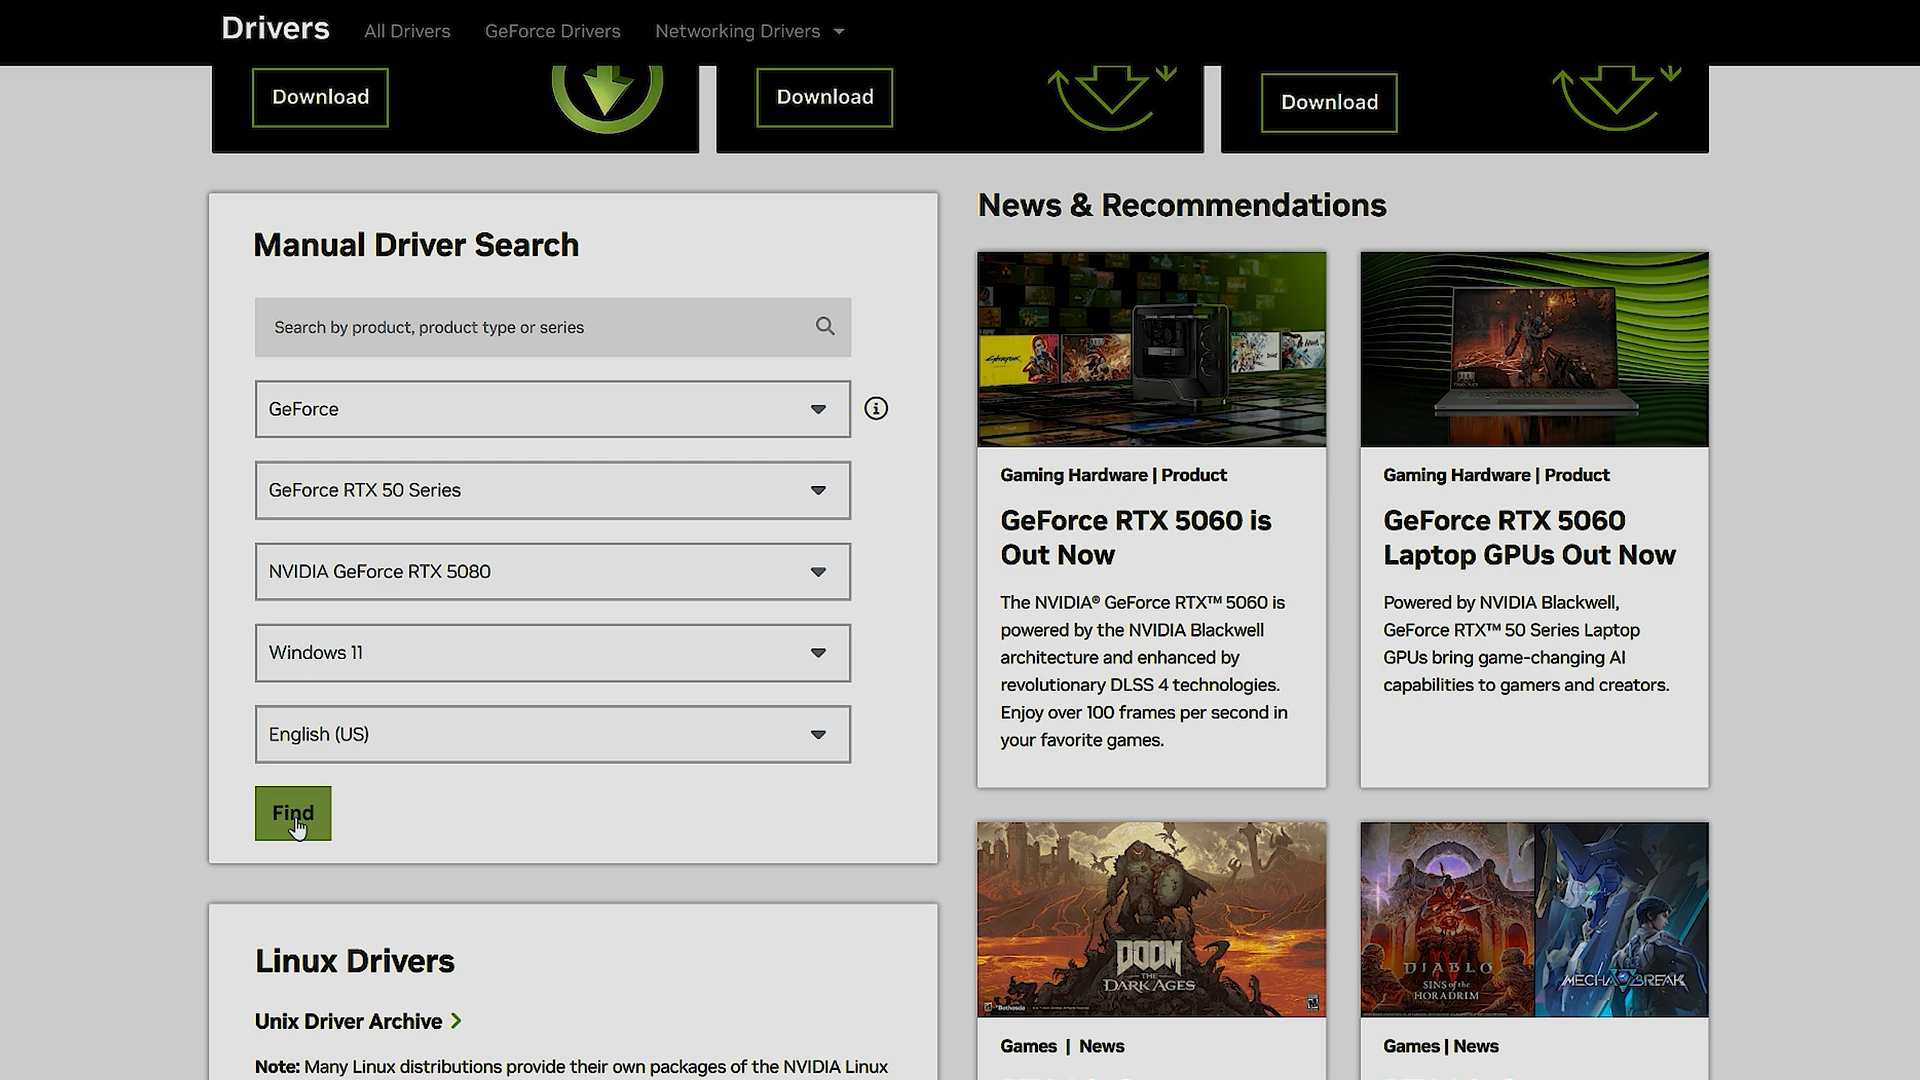 Drivers
All Drivers
GeForce Drivers
Networking Drivers
Download
Download
Download
Manual Driver Search
Search by product, product type or series
GeForce
GeForce RTX 50 Series
NVIDIA GeForce RTX 5080
Windows 11
English (US)
Find
Linux Drivers
Unix Driver Archive
Note: Many Linux distributions provide their own packages of the NVIDIA Linux
News & Recommendations
Gaming Hardware | Product
GeForce RTX 5060 is
Out Now
The NVIDIA® GeForce RTX™ 5060 is
powered by the NVIDIA Blackwell
architecture and enhanced by
revolutionary DLSS 4 technologies.
Enjoy over 100 frames per second in
your favorite games.
Gaming Hardware | Product
GeForce RTX 5060
Laptop GPUs Out Now
Powered by NVIDIA Blackwell,
GeForce RTX™ 50 Series Laptop
GPUs bring game-changing AI
capabilities to gamers and creators.
DOOM
THE
DARK AGES
Bethesda
Games | News
DIABLO
SINS of the
HORADRIM
MECHA BREAK
Games | News